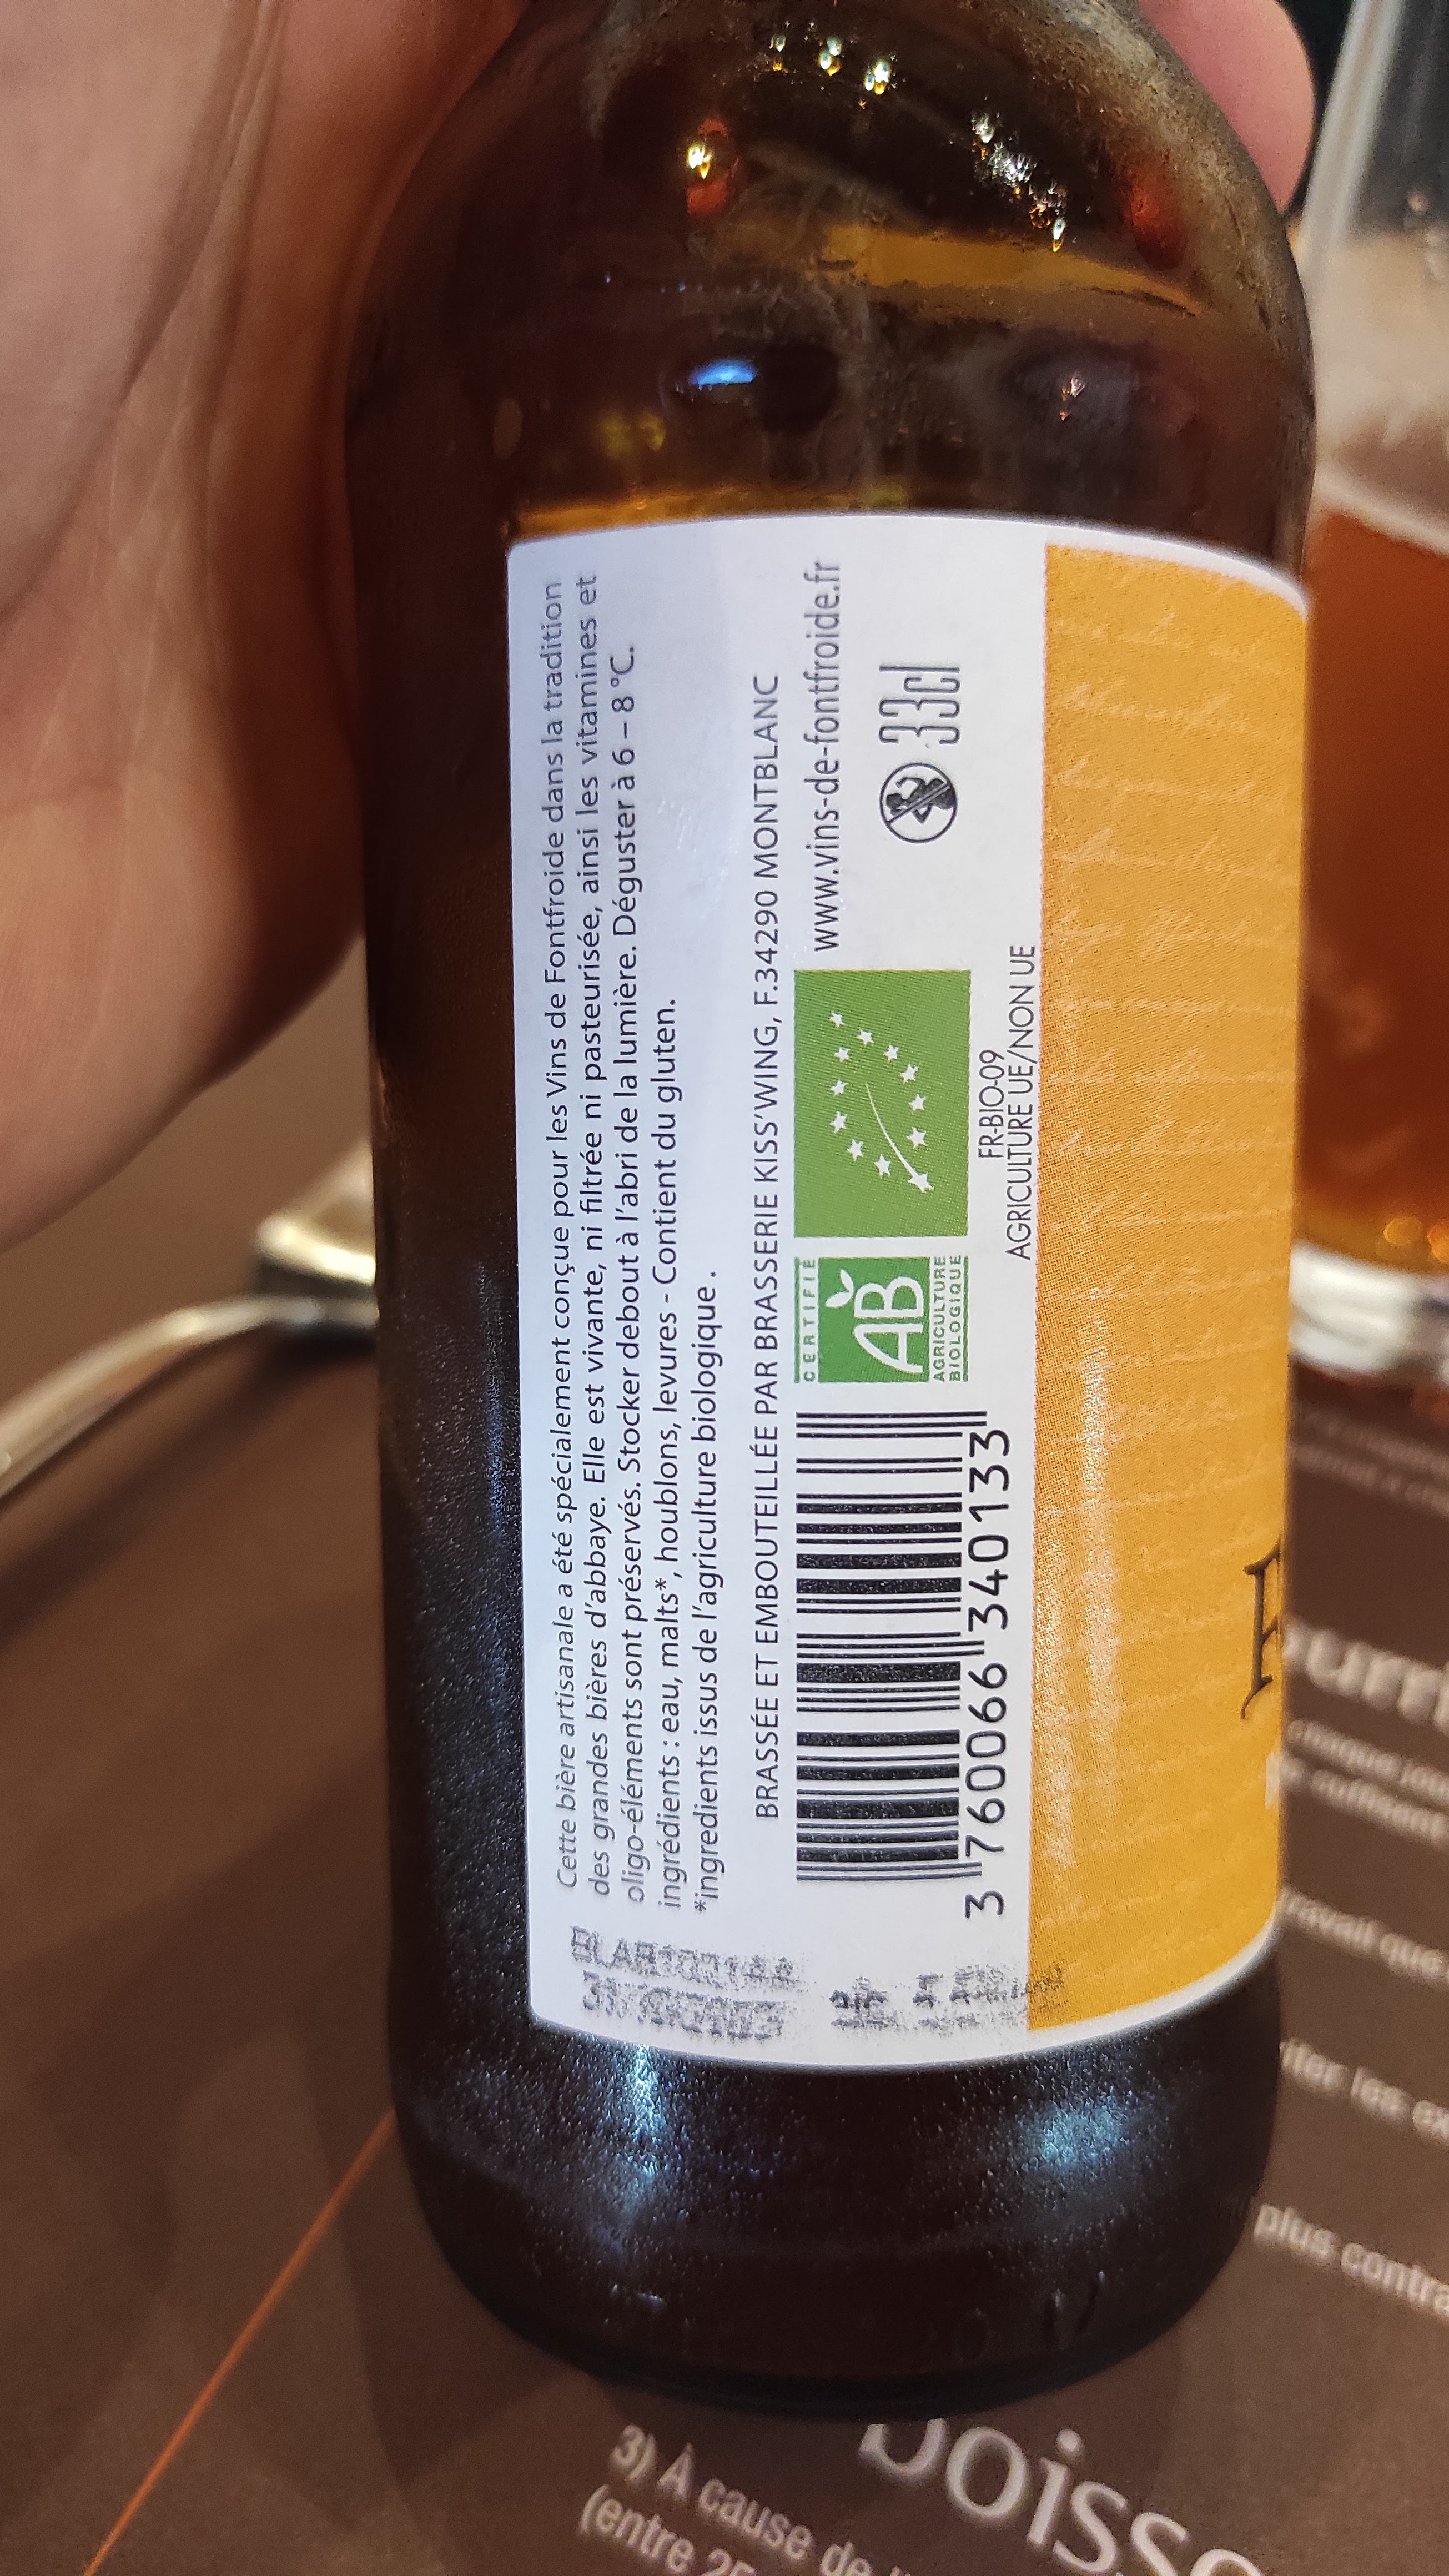 Cette bière artisanale a été spécialement conçue pour les Vins de Fontfroide dans la tradition
des grandes bières d'abbaye. Elle est vivante, ni filtrée ni pasteurisée, ainsi les vitamines et
oligo-éléments sont préservés. Stocker debout à l'abri de la lumière. Déguster à 6 – 8 °C.
ingrédients : eau, malts*, houblons, levures - Contient du gluten.
*ingredients issus de l'agriculture biologique .
BRASSÉE ET EMBOUTEILLÉE PAR BRASSERIE KISS'WING, F.34290 MONTBLANC
3 760066 340133
CERTIFIÉ
AB
AGRICULTURE
BIOLOGIQUE
FR-BIO-09
AGRICULTURE UE/NON UE
www.vins-de-fontfroide.fr
33cl
plus contra
3) À cause de
(entre